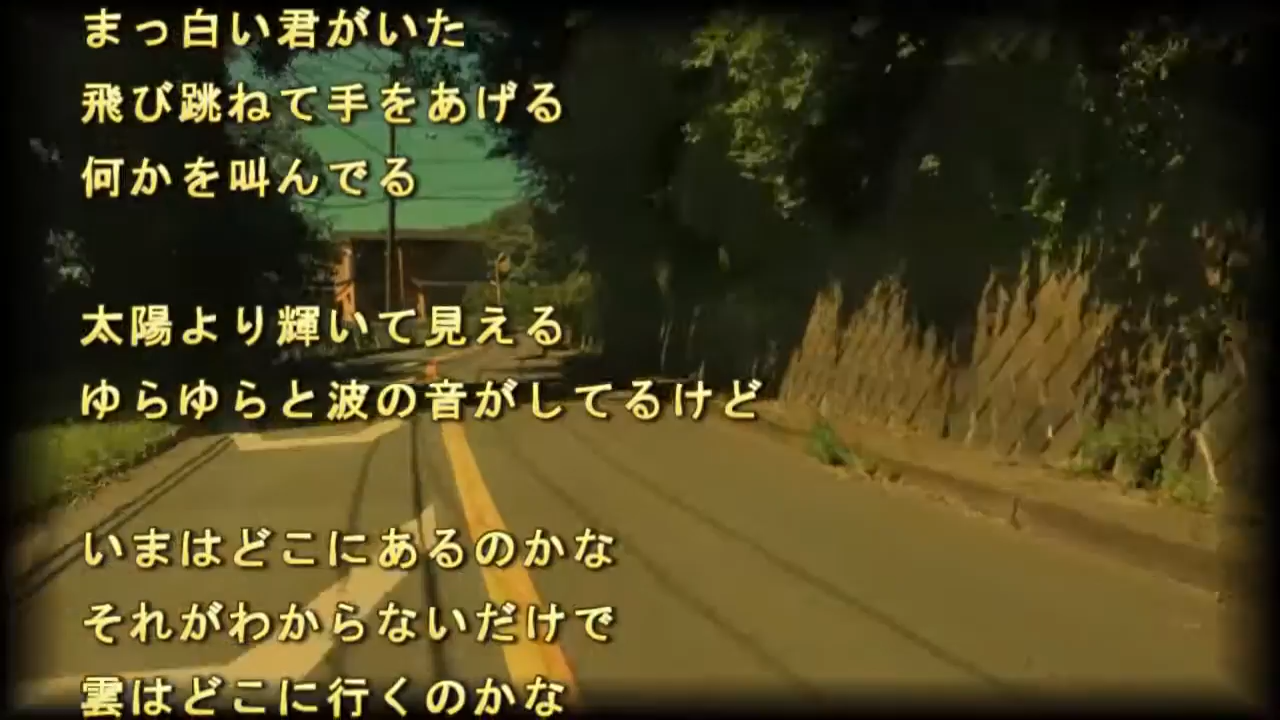 まっ白い君がいた
飛び跳ねて手をあげる
何かを叫んでる
太陽より輝いて見える
ゆらゆらと波の音がしてるけど
いまはどこにあるのかな
それがわからないだけで
雲はどこに行くのかな